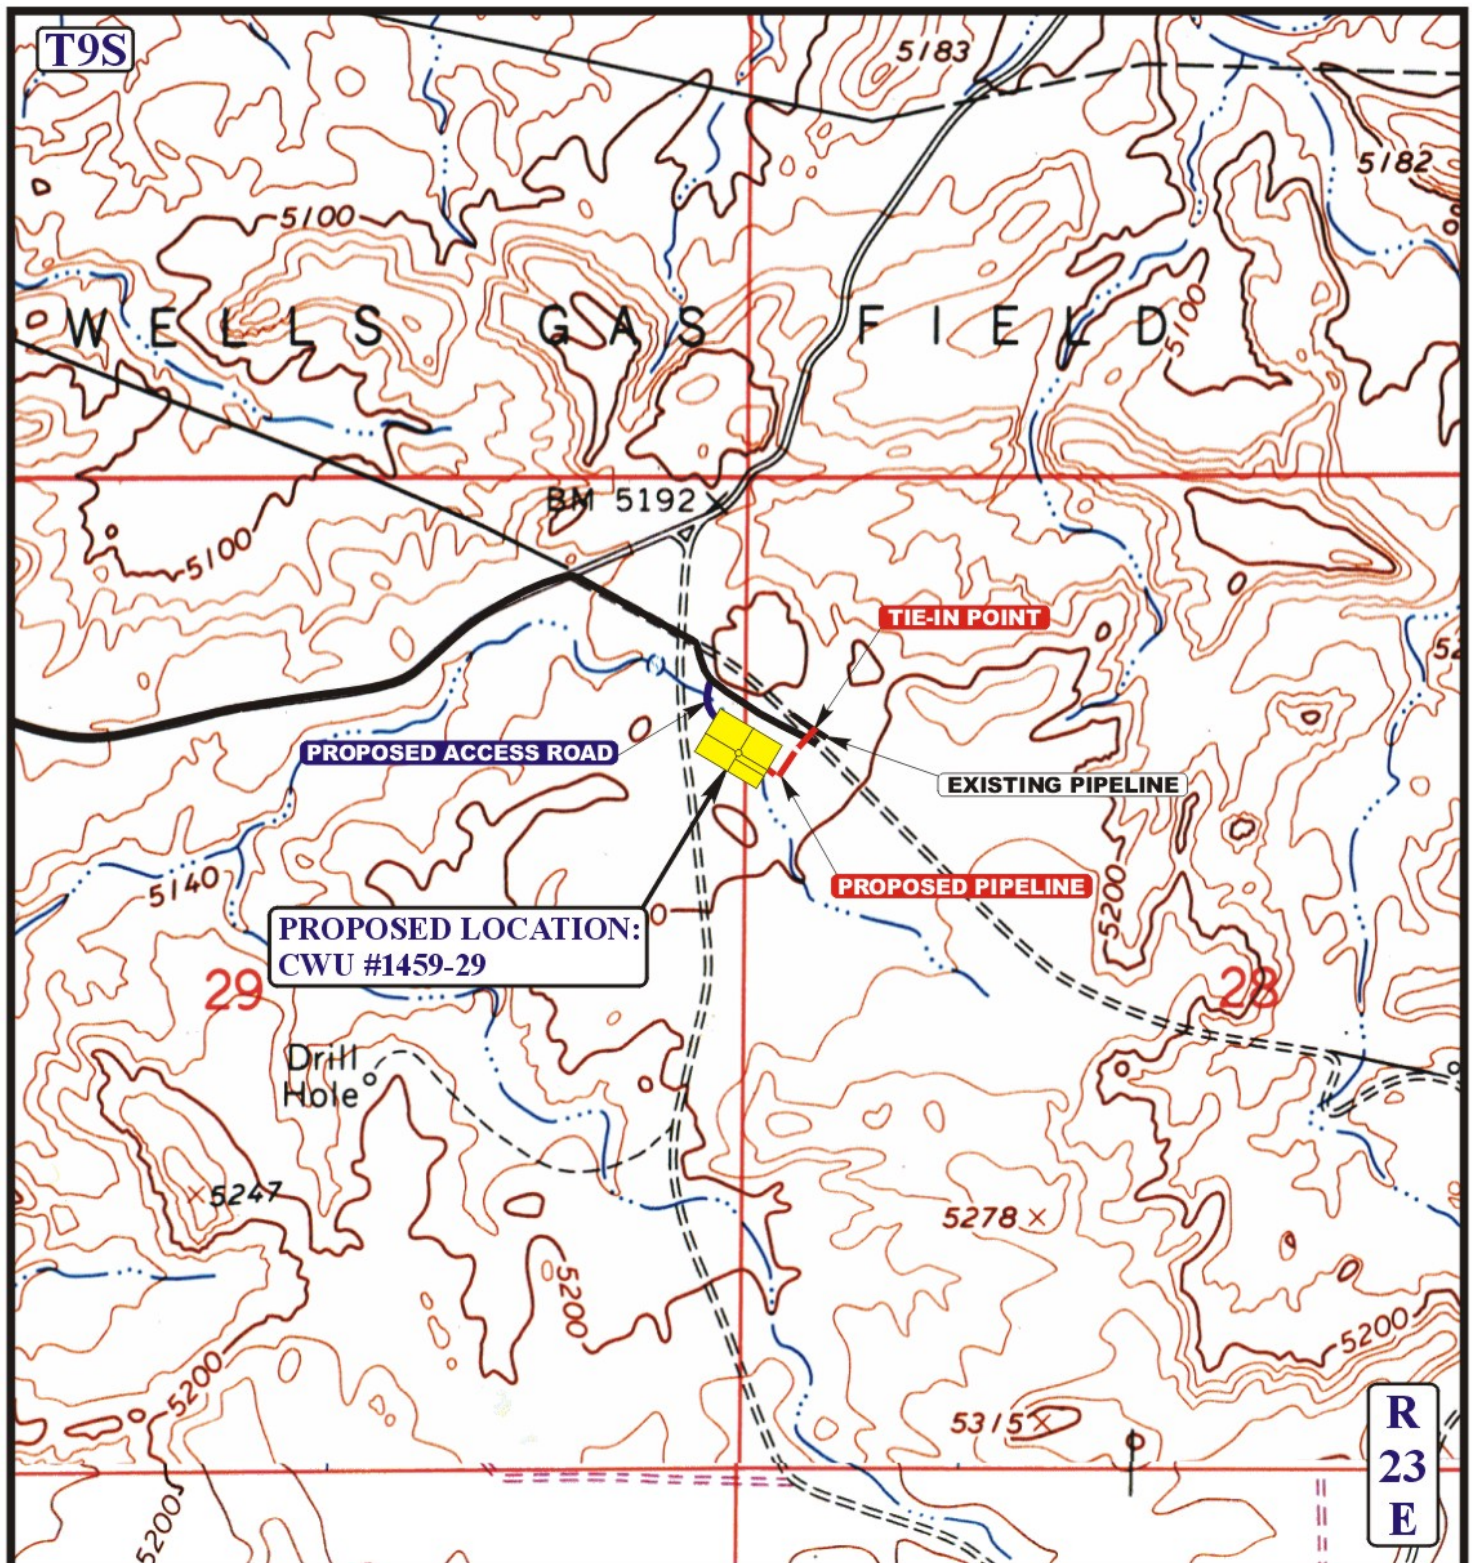 T9S
5183
5182
5100
WELLS GAS FIELD
5100
BM 5192
5100
TIE-IN POINT
PROPOSED ACCESS ROAD
EXISTING PIPELINE
5140
PROPOSED PIPELINE
5200
PROPOSED LOCATION:
CWU #1459-29
29
28
Drill
Hole
5247
5278
5200
5200
5200
5315
R
23
E
5200